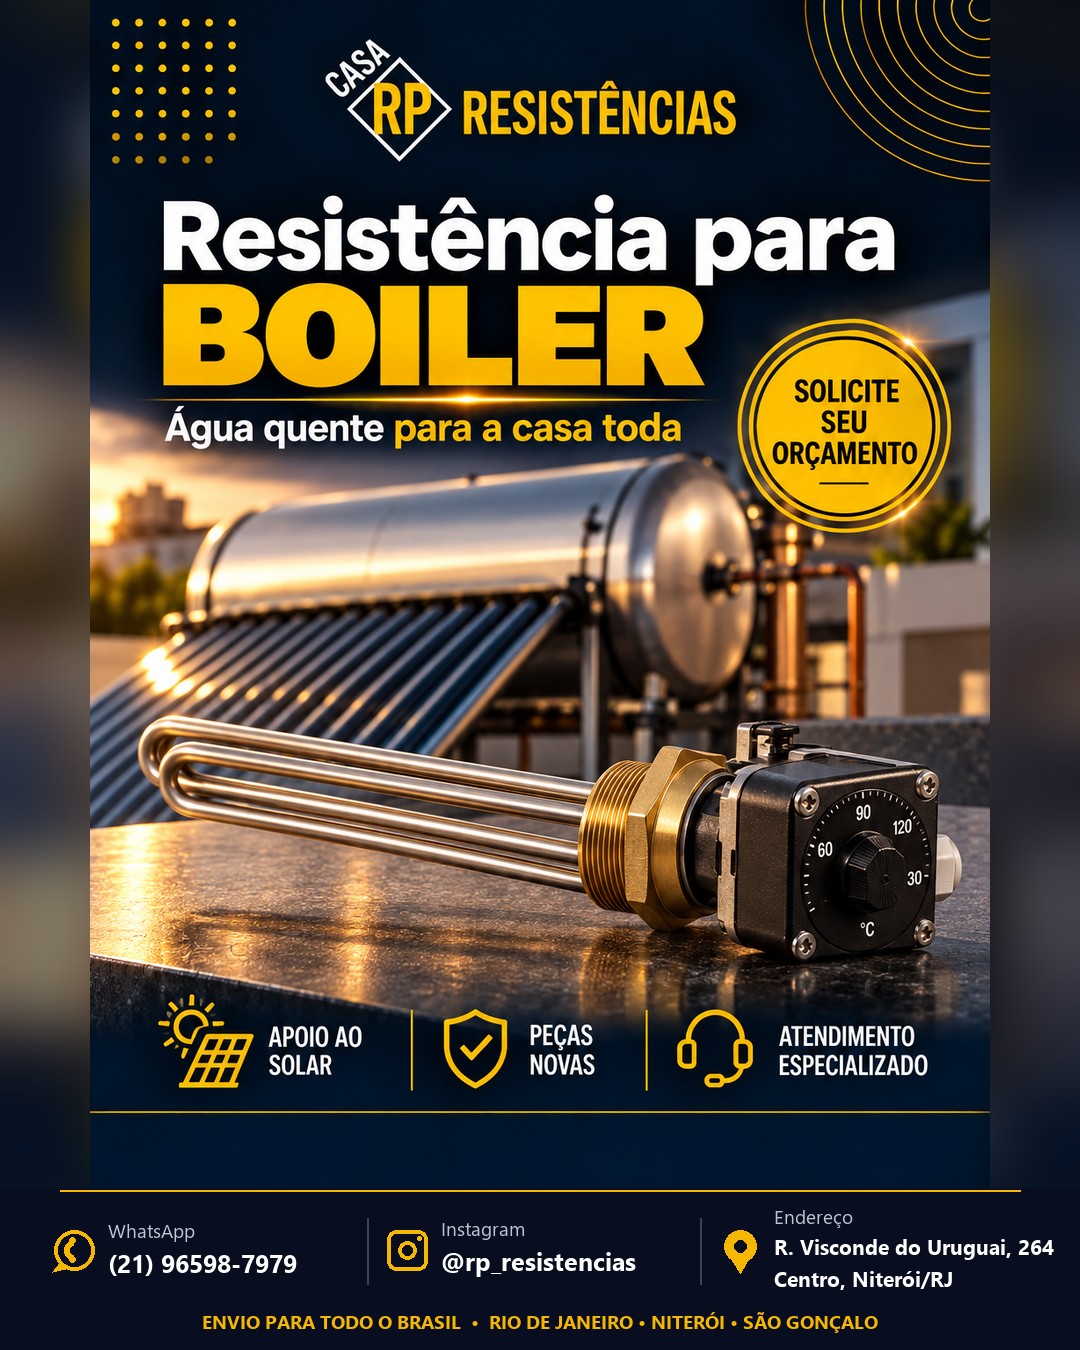 CASA
RP RESISTÊNCIAS
Resistência para
BOILER
Água quente para a casa toda
SOLICITE
SEU
ORÇAMENTO
90
120
60
30
°C
APOIO AO
SOLAR
PEÇAS
NOVAS
ATENDIMENTO
ESPECIALIZADO
WhatsApp
(21) 96598-7979
Instagram
@rp_resistencias
Endereço
R. Visconde do Uruguai, 264
Centro, Niterói/RJ
ENVIO PARA TODO O BRASIL • RIO DE JANEIRO • NITERÓI • SÃO GONÇALO